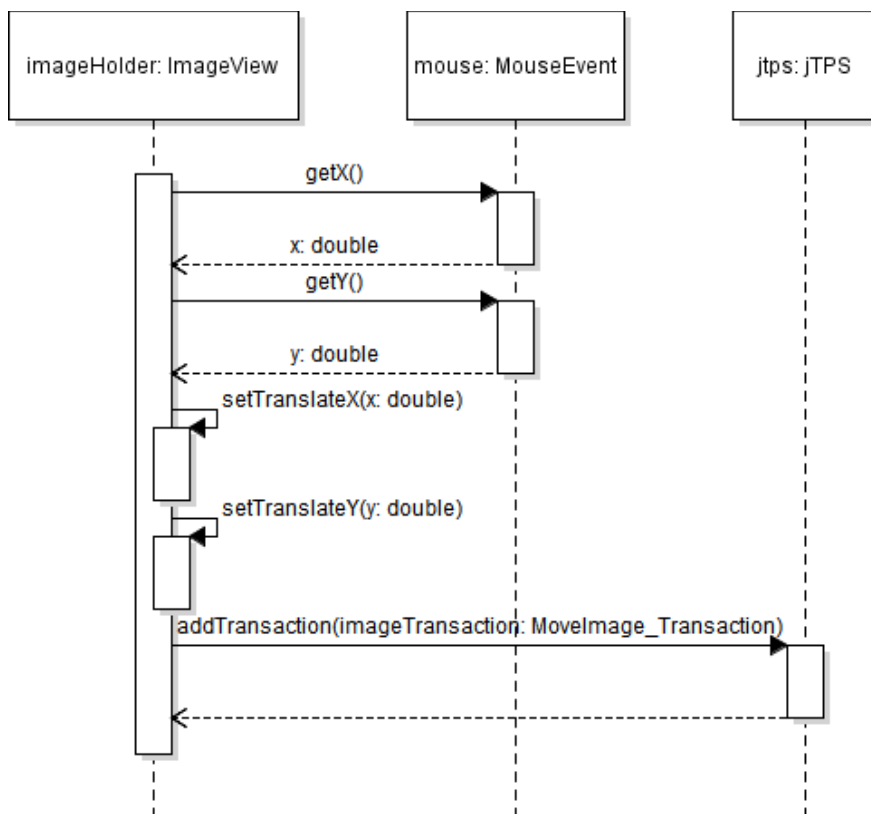 imageHolder: ImageView
mouse: MouseEvent
jtps: jTPS
getX()
x: double
getY()
y: double
setTranslateX(x: double)
setTranslateY(y: double)
addTransaction(imageTransaction: MoveImage_Transaction)